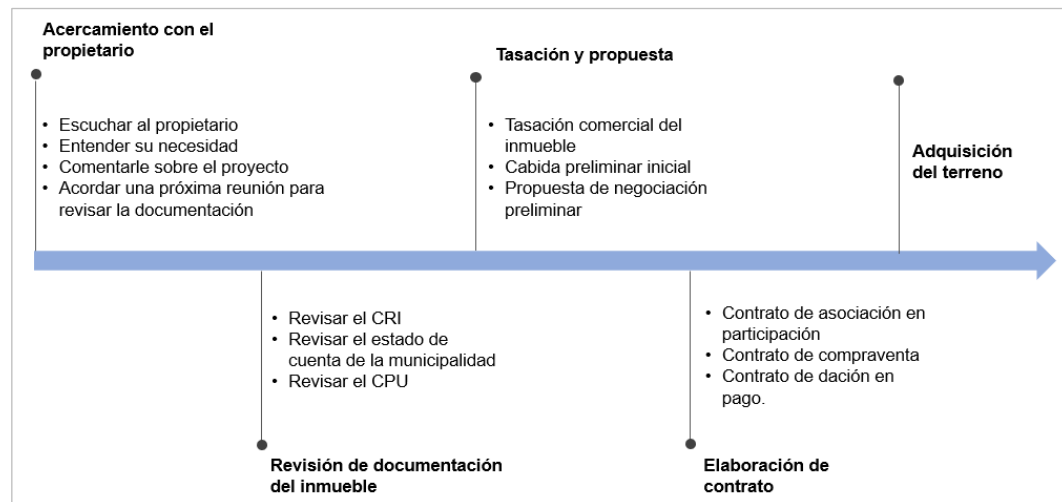 Acercamiento con el
propietario
• Escuchar al propietario
• Entender su necesidad
• Comentarle sobre el proyecto
• Acordar una próxima reunión para
revisar la documentación
• Revisar el CRI
• Revisar el estado de
cuenta de la municipalidad
• Revisar el CPU
Revisión de documentación
del inmueble
Tasación y propuesta
• Tasación comercial del
inmueble
• Cabida preliminar inicial
• Propuesta de negociación
preliminar
• Contrato de asociación en
participación
• Contrato de compraventa
• Contrato de dación en
pago.
Elaboración de
contrato
Adquisición
del terreno